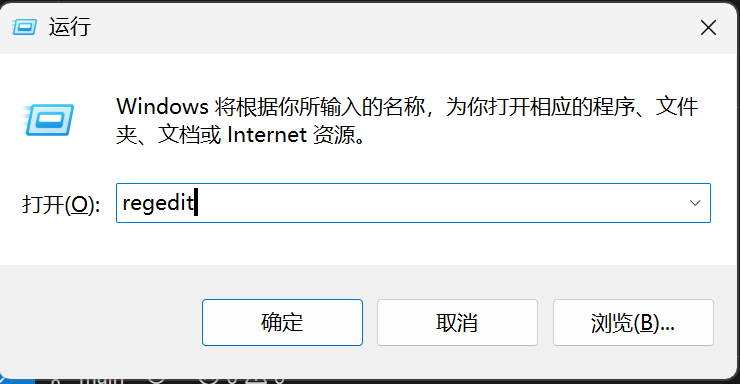 运行
Windows 将根据你所输入的名称，为你打开相应的程序、文件
夹、文档或 Internet 资源。
打开(O): regedit
确定 取消 浏览(B)...